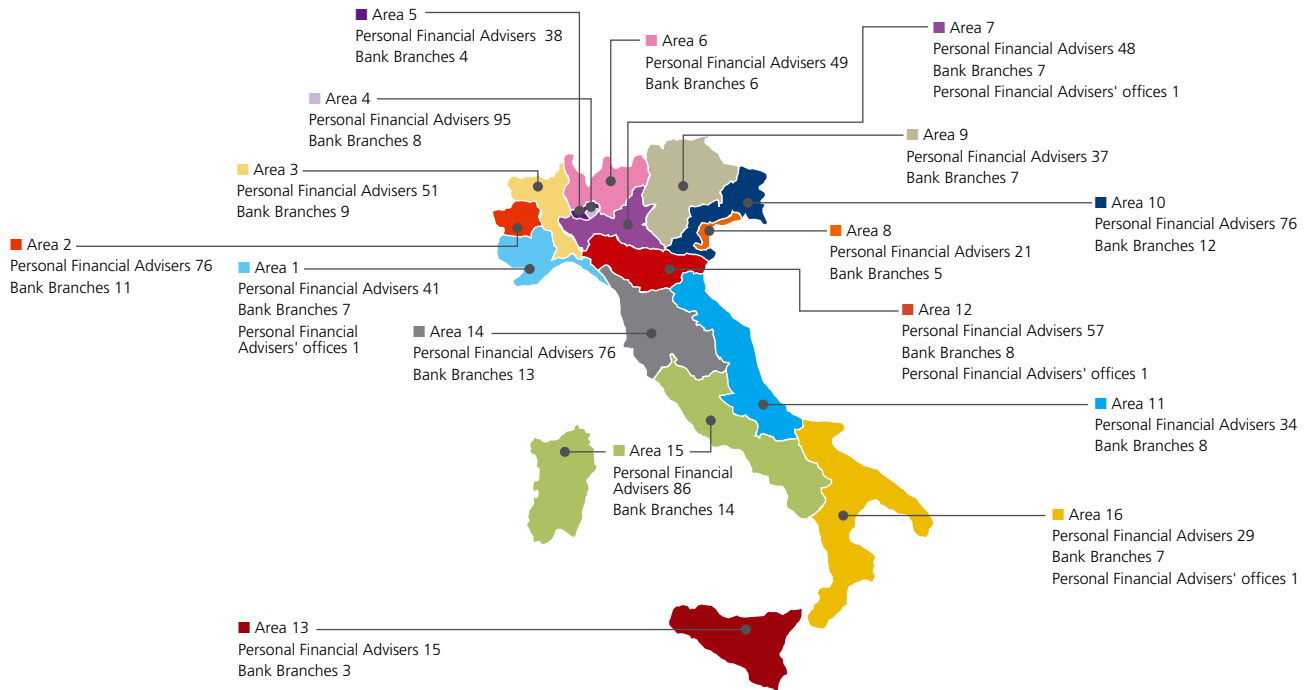 Area 5
Personal Financial Advisers 38
Bank Branches 4
Area 6
Personal Financial Advisers 49
Bank Branches 6
Area 7
Personal Financial Advisers 48
Bank Branches 7
Personal Financial Advisers' offices 1
Area 4
Personal Financial Advisers 95
Bank Branches 8
Area 9
Personal Financial Advisers 37
Bank Branches 7
Area 3
Personal Financial Advisers 51
Bank Branches 9
Area 10
Personal Financial Advisers 76
Bank Branches 12
Area 2
Personal Financial Advisers 76
Bank Branches 11
Area 1
Personal Financial Advisers 41
Bank Branches 7
Personal Financial
Advisers' offices 1
Area 8
Personal Financial Advisers 21
Bank Branches 5
Area 14
Personal Financial Advisers 76
Bank Branches 13
Area 12
Personal Financial Advisers 57
Bank Branches 8
Personal Financial Advisers' offices 1
Area 11
Personal Financial Advisers 34
Bank Branches 8
Area 15
Personal Financial
Advisers 86
Bank Branches 14
Area 16
Personal Financial Advisers 29
Bank Branches 7
Personal Financial Advisers' offices 1
Area 13
Personal Financial Advisers 15
Bank Branches 3